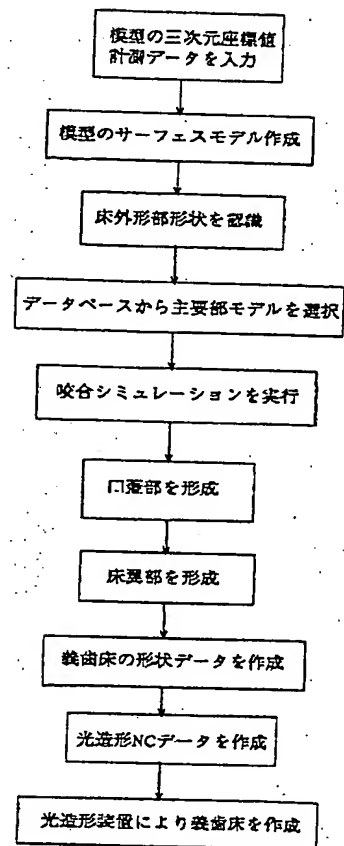 模型の三次元座標値
計測データを入力
模型のサーフェスモデル作成
床外形部形状を認識
データベースから主要部モデルを選択
咬合シミュレーションを実行
口蓋部を形成
床翼部を形成
義歯床の形状データを作成
光造形NCデータを作成
光造形装置により義歯床を作成